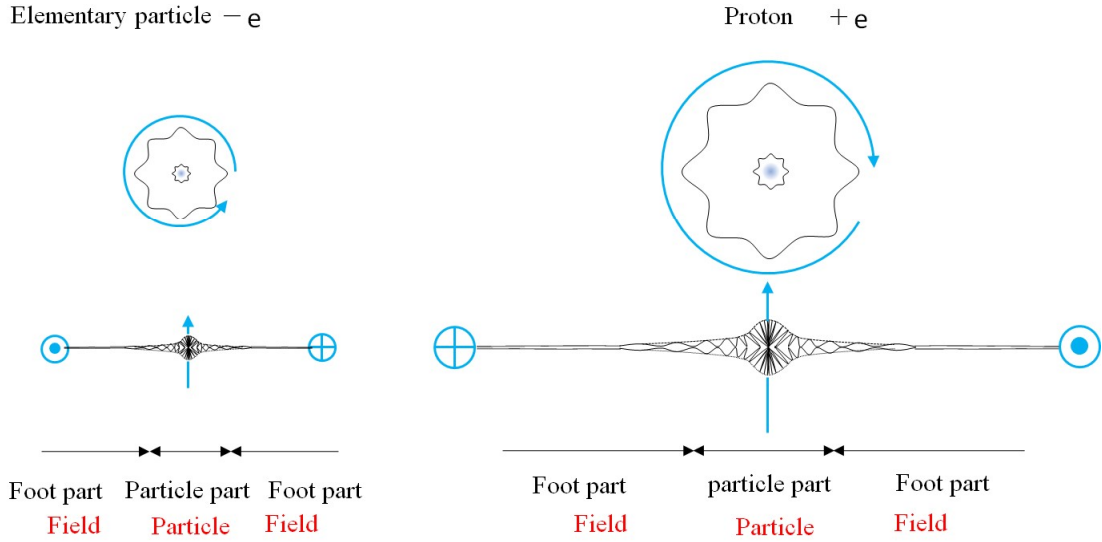 Elementary particle − e
Proton + e
Foot part Particle part Foot part
Field Particle Field
Foot part particle part Foot part
Field Particle Field